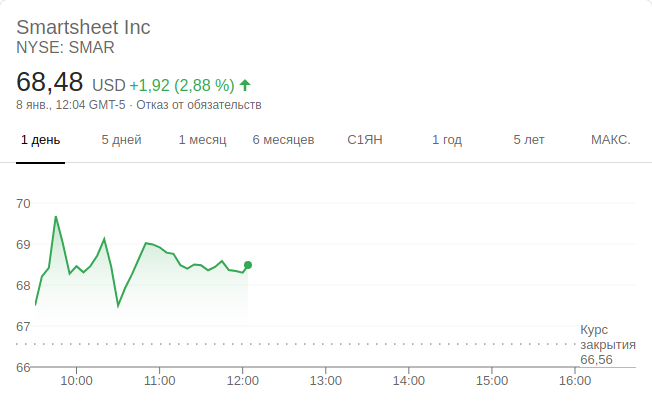 Smartsheet Inc
NYSE: SMAR
68,48 USD +1,92 (2,88 %)
8 янв., 12:04 GMT-5 · Отказ от обязательств
1 день 5 дней 1 месяц 6 месяцев С1ЯН 1 год 5 лет МАКС.
70
69
68
67
Курс
закрытия
66,56
66
10:00 11:00 12:00 13:00 14:00 15:00 16:00